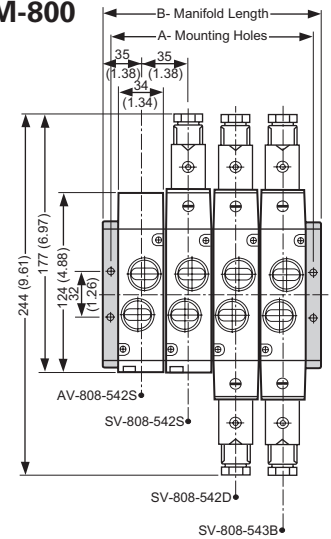 M-800
B- Manifold Length
A- Mounting Holes
35
(1.38)
35
(1.38)
34
(1.34)
244 (9.61)
177 (6.97)
124 (4.88)
32
(1.26)
AV-808-542S
SV-808-542S
SV-808-542D
SV-808-543B